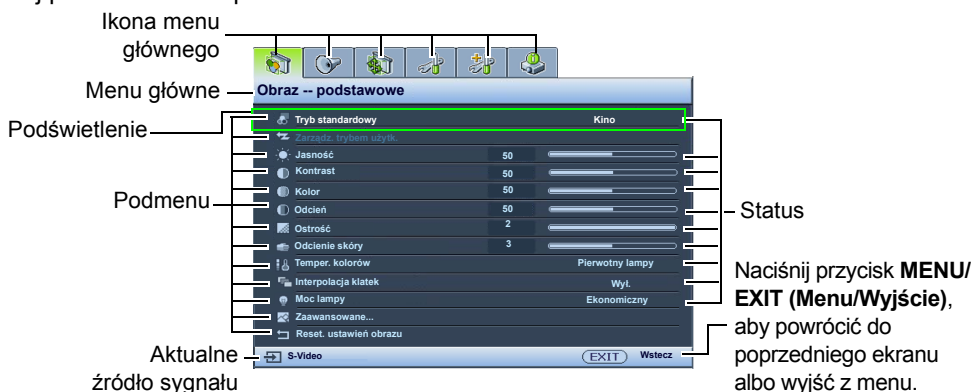 Ikona menu
głównego
Menu główne
Obraz -- podstawowe
Podświetlenie
Tryb standardowy Kino
Zarządz. trybem użytk.
Jasność 50
Kontrast 50
Kolor 50
Podmenu
Odcień 50
Status
Ostrość 2
Odcienie skóry 3
Temper. kolorów Pierwotny lampy
Interpolacja klatek Wył.
Moc lampy Ekonomiczny
Zaawansowane...
Reset. ustawień obrazu
Aktualne
źródło sygnału
S-Video EXIT Wstecz
Naciśnij przycisk MENU/
EXIT (Menu/Wyjście),
aby powrócić do
poprzedniego ekranu
albo wyjść z menu.